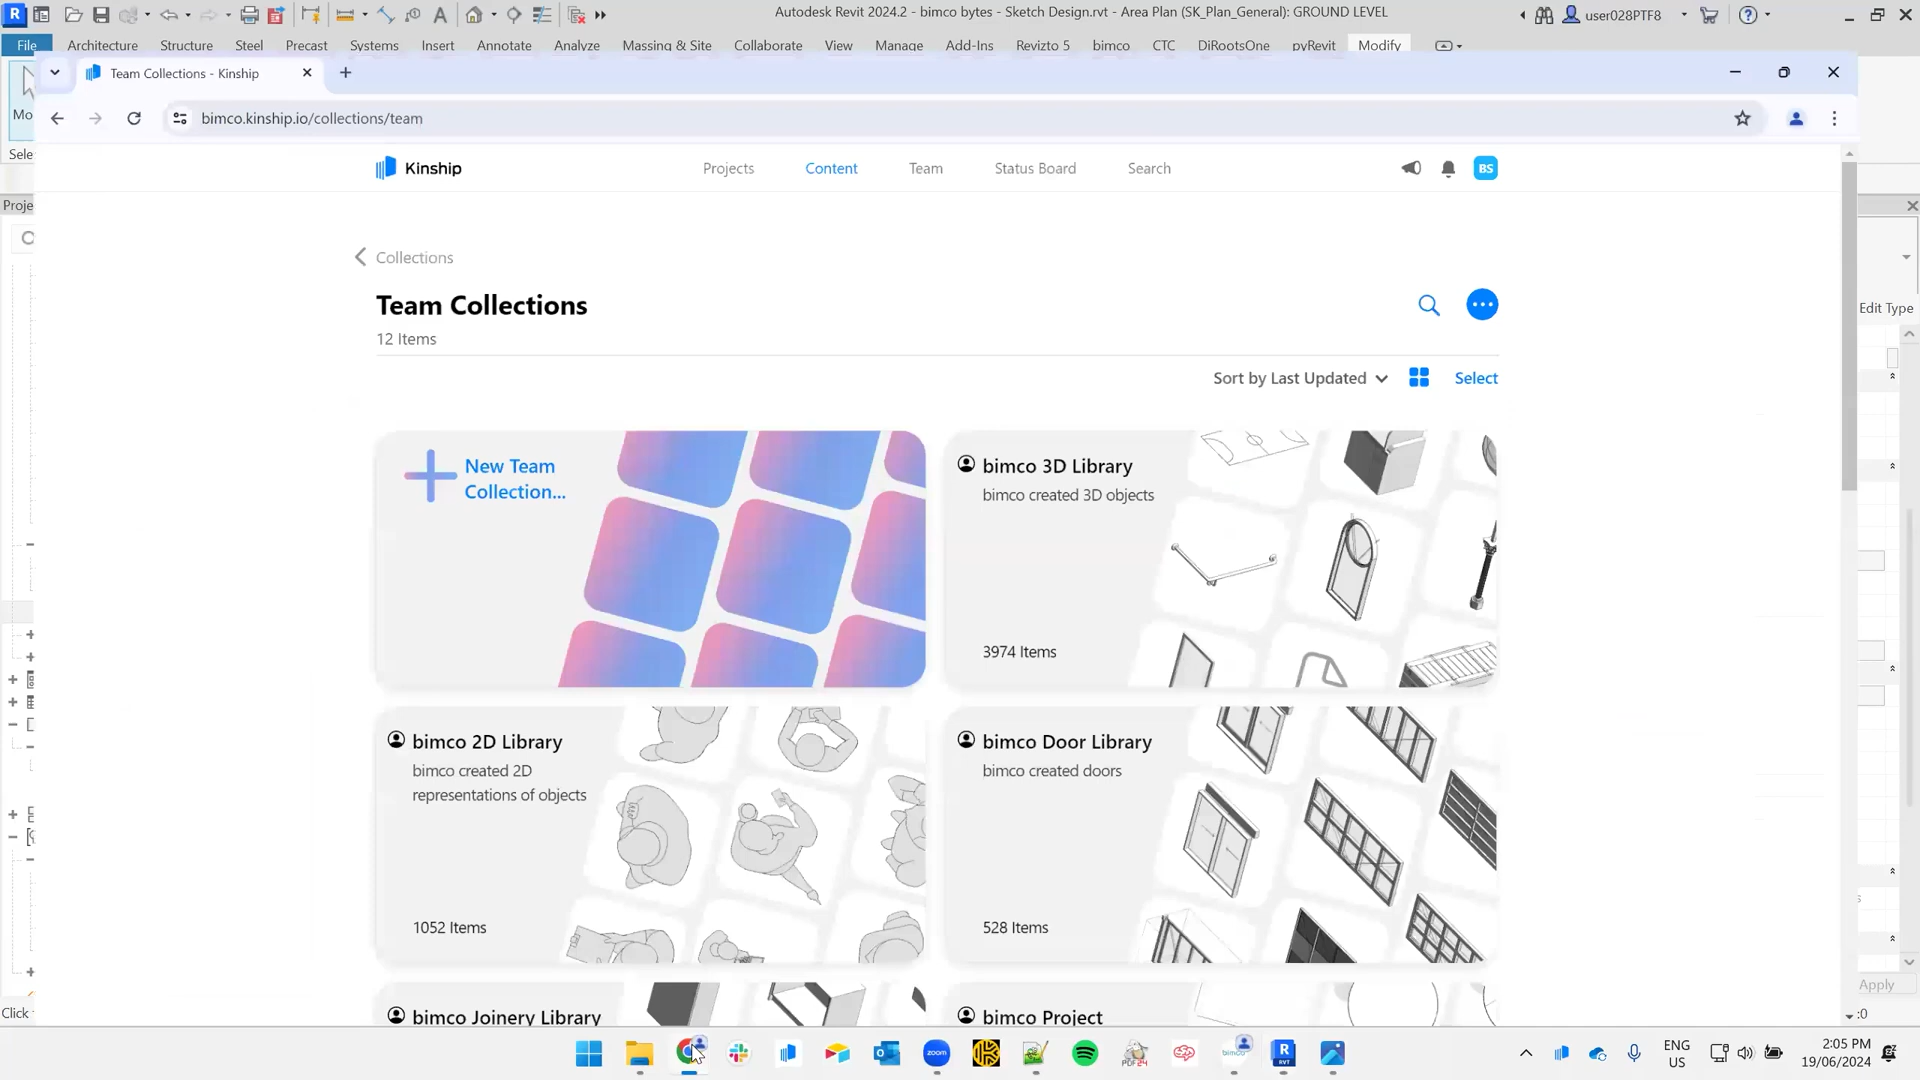 Autodesk Revit 2024.2 - bimco bytes - Sketch Design.rvt - Area Plan (SK_Plan_General): GROUND LEVEL
user028PTF8
File Architecture Structure Steel Precast Systems Insert Annotate Analyze Massing & Site Collaborate View Manage Add-Ins Revizto 5 bimco CTC DiRootsOne pyRevit Modify
Team Collections - Kinship
bimco.kinship.io/collections/team
Kinship Projects Content Team Status Board Search BS
Collections
Team Collections
12 Items
Sort by Last Updated Select
New Team
Collection...
bimco 3D Library
bimco created 3D objects
3974 Items
bimco 2D Library
bimco created 2D
representations of objects
1052 Items
bimco Door Library
bimco created doors
528 Items
bimco Joinery Library
bimco Project
Edit Type
Apply
Click
:0
zoom
PDF24
bimco
R
RVT
ENG
US
2:05 PM
19/06/2024